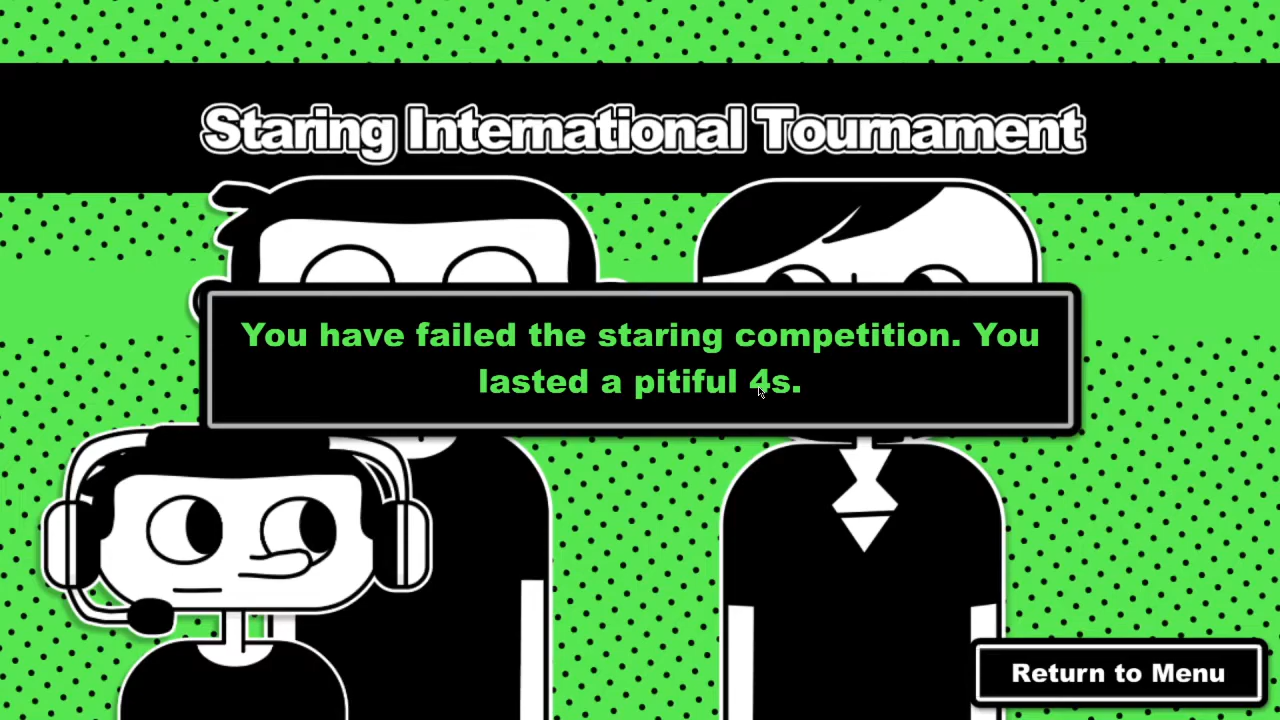 Staring International Tournament
You have failed the staring competition. You
lasted a pitiful 4s.
Return to Menu